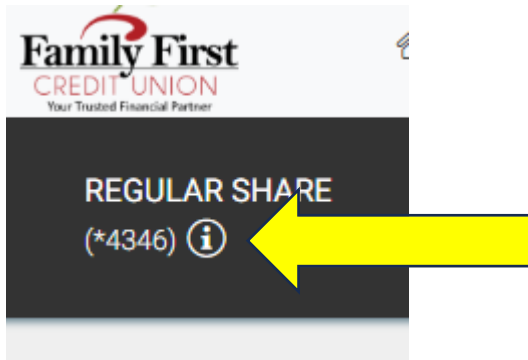 Family First
CREDIT UNION
Your Trusted Financial Partner
REGULAR SHARE
(*4346) i